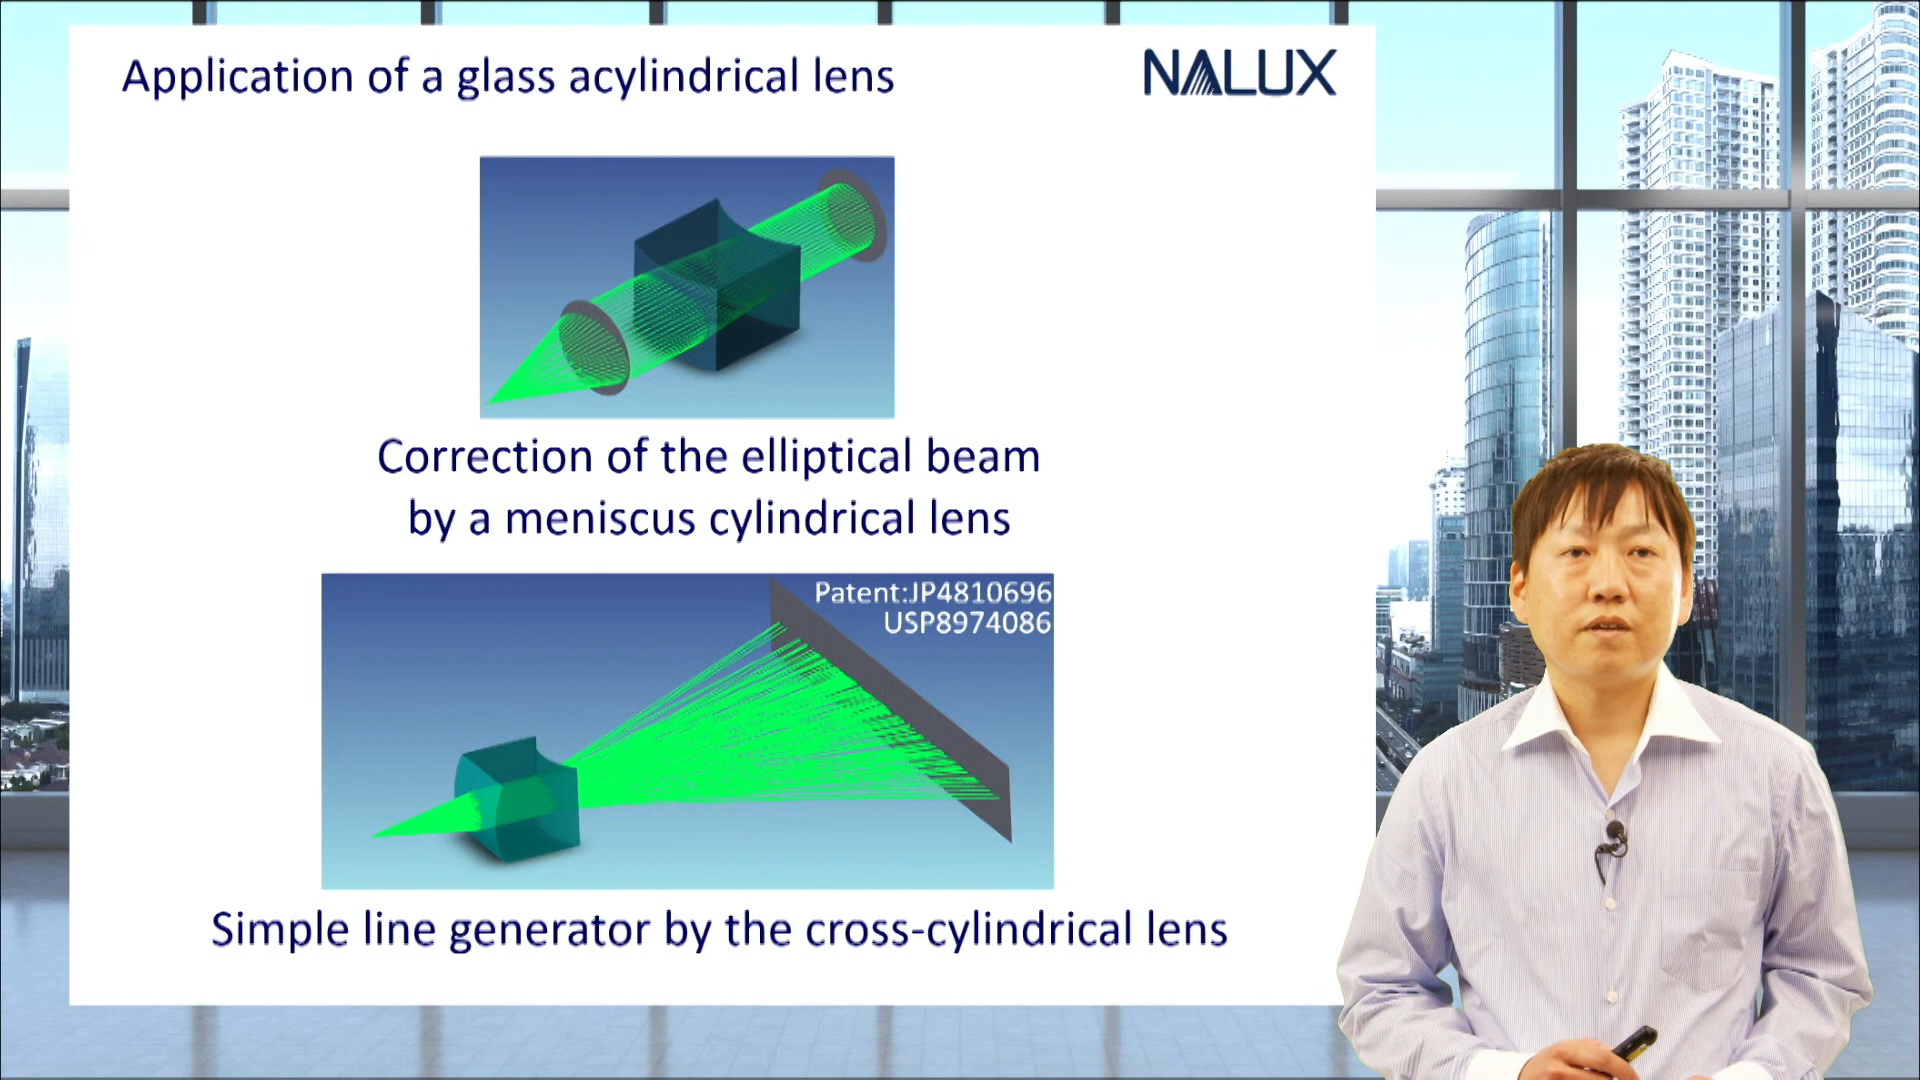 Application of a glass acylindrical lens
NALUX
Correction of the elliptical beam
by a meniscus cylindrical lens
Patent:JP4810696
USP8974086
Simple line generator by the cross-cylindrical lens